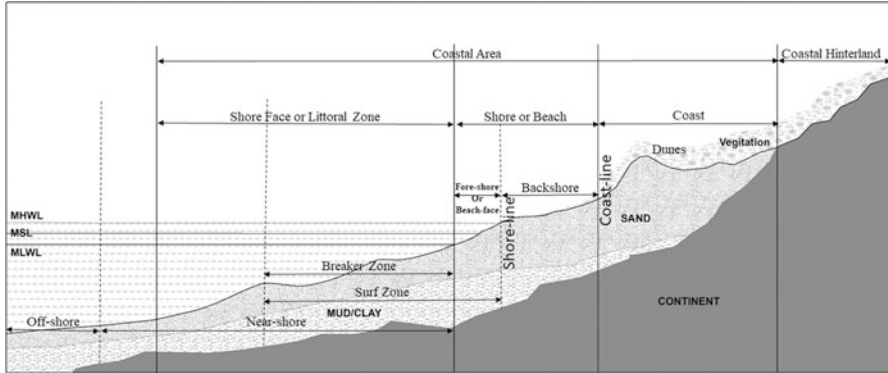 Coastal Area
Coastal Hinterland
Shore Face or Littoral Zone
Shore or Beach
Coast
Vegitation
Dunes
Fore-shore
Or
Beach-face
Backshore
Shore-line
Coast-line
SAND
MHWL
MSL
MLWL
Breaker Zone
Surf Zone
MUD/CLAY
CONTINENT
Off-shore
Near-shore